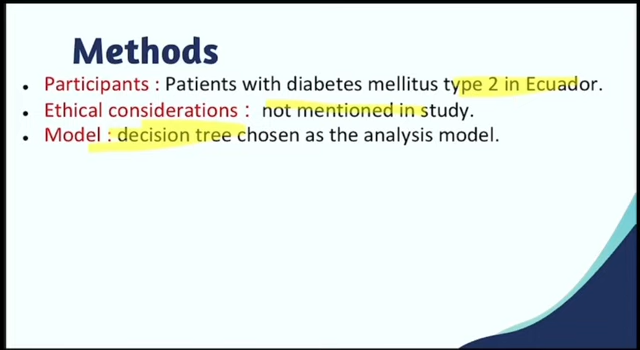 Methods
• Participants : Patients with diabetes mellitus type 2 in Ecuador.
• Ethical considerations : not mentioned in study.
• Model : decision tree chosen as the analysis model.